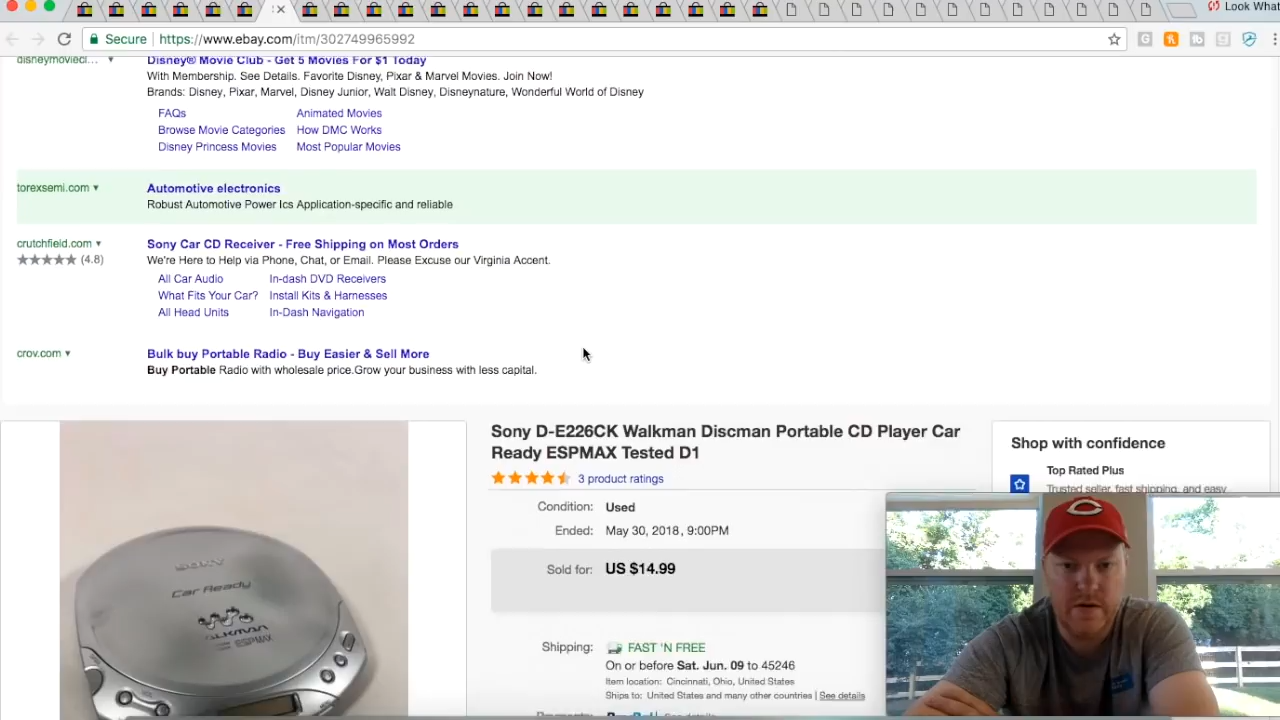 Look What
Secure https://www.ebay.com/itm/302749965992
disneymoviecl... ▾
Disney® Movie Club - Get 5 Movies For $1 Today
With Membership. See Details. Favorite Disney, Pixar & Marvel Movies. Join Now!
Brands: Disney, Pixar, Marvel, Disney Junior, Walt Disney, Disneynature, Wonderful World of Disney
FAQs Animated Movies
Browse Movie Categories How DMC Works
Disney Princess Movies Most Popular Movies
torexsemi.com ▾ Automotive electronics
Robust Automotive Power Ics Application-specific and reliable
crutchfield.com ▾ Sony Car CD Receiver - Free Shipping on Most Orders
★★★★★ (4.8) We're Here to Help via Phone, Chat, or Email. Please Excuse our Virginia Accent.
All Car Audio In-dash DVD Receivers
What Fits Your Car? Install Kits & Harnesses
All Head Units In-Dash Navigation
crov.com ▾ Bulk buy Portable Radio - Buy Easier & Sell More
Buy Portable Radio with wholesale price.Grow your business with less capital.
Sony D-E226CK Walkman Discman Portable CD Player Car
Ready ESPMAX Tested D1
3 product ratings
Condition: Used
Ended: May 30, 2018, 9:00PM
Sold for: US $14.99
Shipping: FAST 'N FREE
On or before Sat. Jun. 09 to 45246
Item location: Cincinnati, Ohio, United States
Ships to: United States and many other countries | See details
Shop with confidence
Top Rated Plus
Trusted seller, fast shipping, and easy
SONY
Car Ready
WALKMAN
ESPMAX